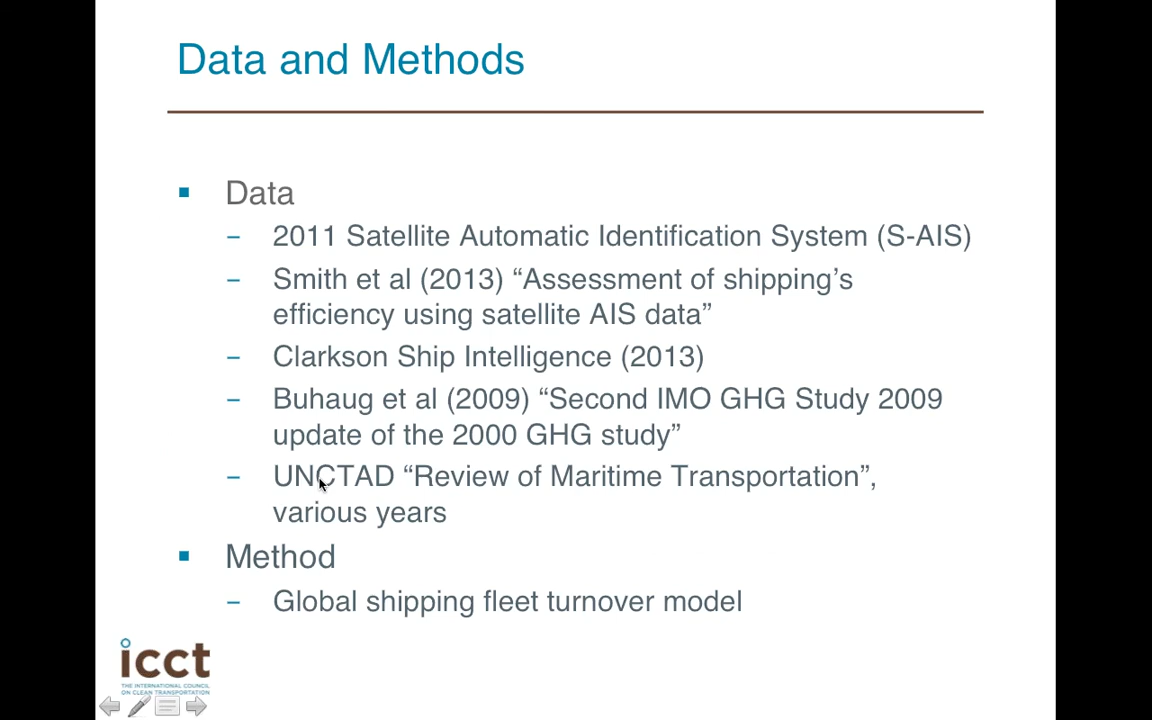 Data and Methods
▪ Data
– 2011 Satellite Automatic Identification System (S-AIS)
– Smith et al (2013) “Assessment of shipping’s
efficiency using satellite AIS data”
– Clarkson Ship Intelligence (2013)
– Buhaug et al (2009) “Second IMO GHG Study 2009
update of the 2000 GHG study”
– UNCTAD “Review of Maritime Transportation”,
various years
▪ Method
– Global shipping fleet turnover model
icct
THE INTERNATIONAL COUNCIL
ON CLEAN TRANSPORTATION